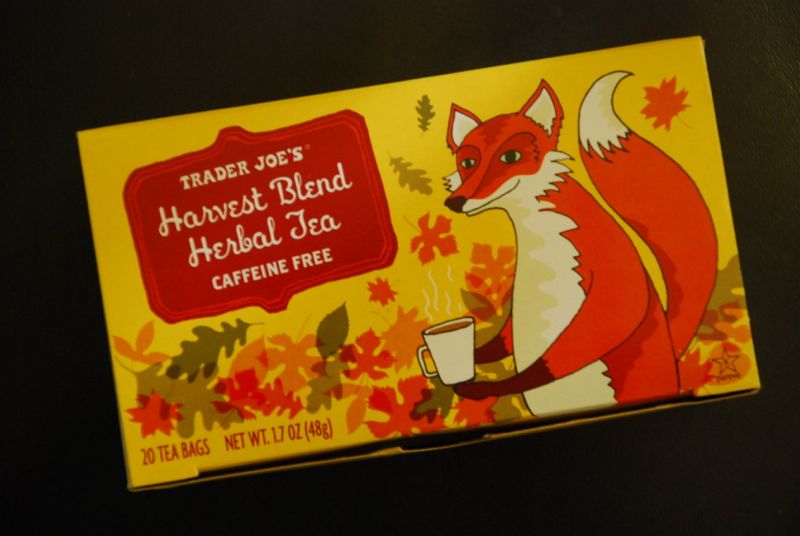 TRADER JOE'S®
Harvest Blend
Herbal Tea
CAFFEINE FREE
20 TEA BAGS NET WT. 1.7 OZ (48g)